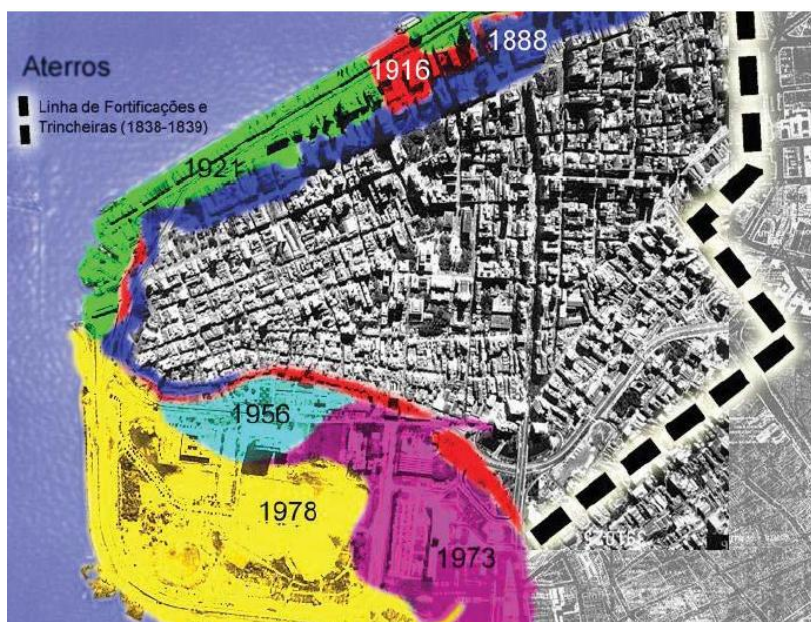 Aterros
Linha de Fortificações e
Trincheiras (1838-1839)
1888
1916
1921
1956
1978
1973